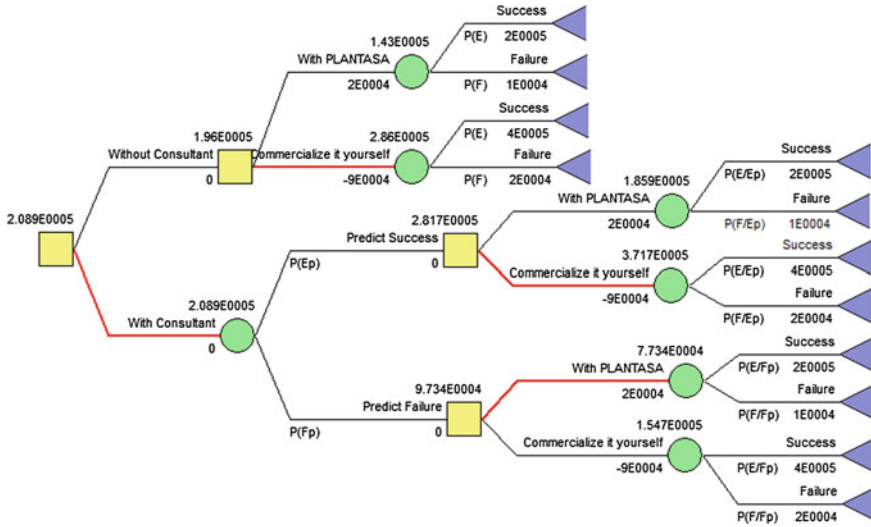 Success
1.43E0005
P(E) 2E0005
With PLANTASA
Failure
2E0004
P(F) 1E0004
Success
1.96E0005
2.86E0005
P(E) 4E0005
Without Consultant
Commercialize it yourself
Failure
0
-9E0004
P(F) 2E0004
Success
1.859E0005
P(E/Ep) 2E0005
With PLANTASA
Failure
2.817E0005
2E0004
P(F/Ep) 1E0004
2.089E0005
Predict Success
Success
P(Ep)
0
3.717E0005
P(E/Ep) 4E0005
Commercialize it yourself
Failure
-9E0004
P(F/Ep) 2E0004
2.089E0005
With Consultant
0
Success
7.734E0004
P(E/Fp) 2E0005
With PLANTASA
Failure
9.734E0004
2E0004
P(F/Fp) 1E0004
Predict Failure
P(Fp)
0
1.547E0005
Commercialize it yourself
Success
-9E0004
P(E/Fp) 4E0005
Failure
P(F/Fp) 2E0004